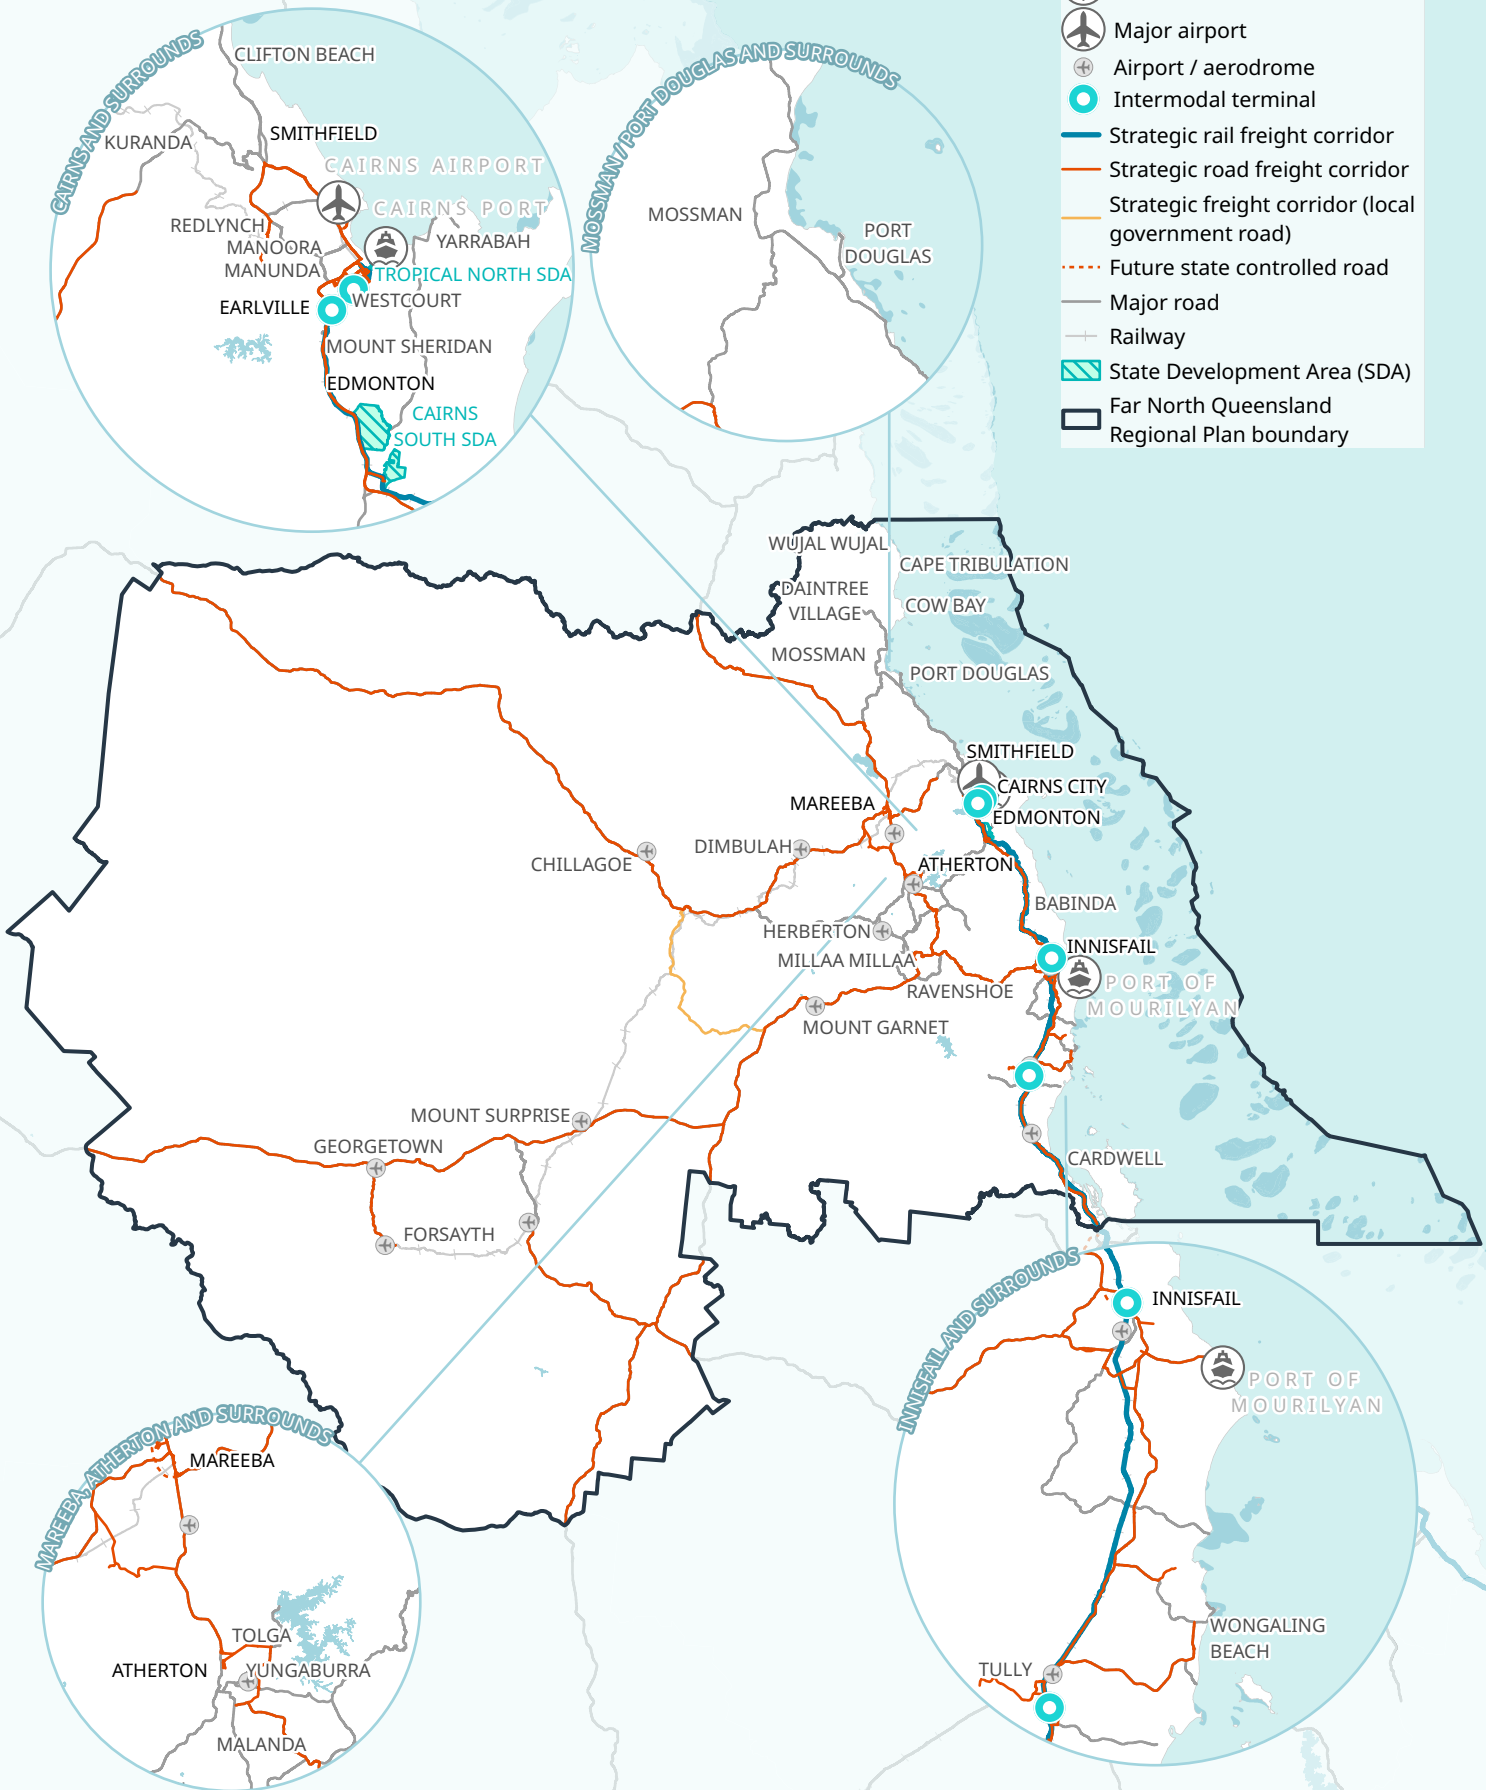 Major airport
Airport / aerodrome
Intermodal terminal
Strategic rail freight corridor
Strategic road freight corridor
Strategic freight corridor (local
government road)
Future state controlled road
Major road
Railway
State Development Area (SDA)
Far North Queensland
Regional Plan boundary
CAIRNS AND SURROUNDS
CLIFTON BEACH
SMITHFIELD
KURANDA
CAIRNS AIRPORT
CAIRNS PORT
REDLYNCH
MANOORA
YARRABAH
MANUNDA
TROPICAL NORTH SDA
WESTCOURT
EARLVILLE
MOUNT SHERIDAN
EDMONTON
CAIRNS
SOUTH SDA
MOSSMAN / PORT DOUGLAS AND SURROUNDS
MOSSMAN
PORT
DOUGLAS
WUJAL WUJAL
CAPE TRIBULATION
DAINTREE
VILLAGE
COW BAY
MOSSMAN
PORT DOUGLAS
SMITHFIELD
CAIRNS CITY
MAREEBA
EDMONTON
DIMBULAH
CHILLAGOE
ATHERTON
BABINDA
HERBERTON
INNISFAIL
MILLAA MILLAA
PORT OF
MOURILYAN
RAVENSHOE
MOUNT GARNET
MOUNT SURPRISE
GEORGETOWN
CARDWELL
FORSAYTH
INNISFAIL AND SURROUNDS
INNISFAIL
PORT OF
MOURILYAN
WONGALING
BEACH
TULLY
MAREEBA, ATHERTON AND SURROUNDS
MAREEBA
TOLGA
ATHERTON
YUNGABURRA
MALANDA